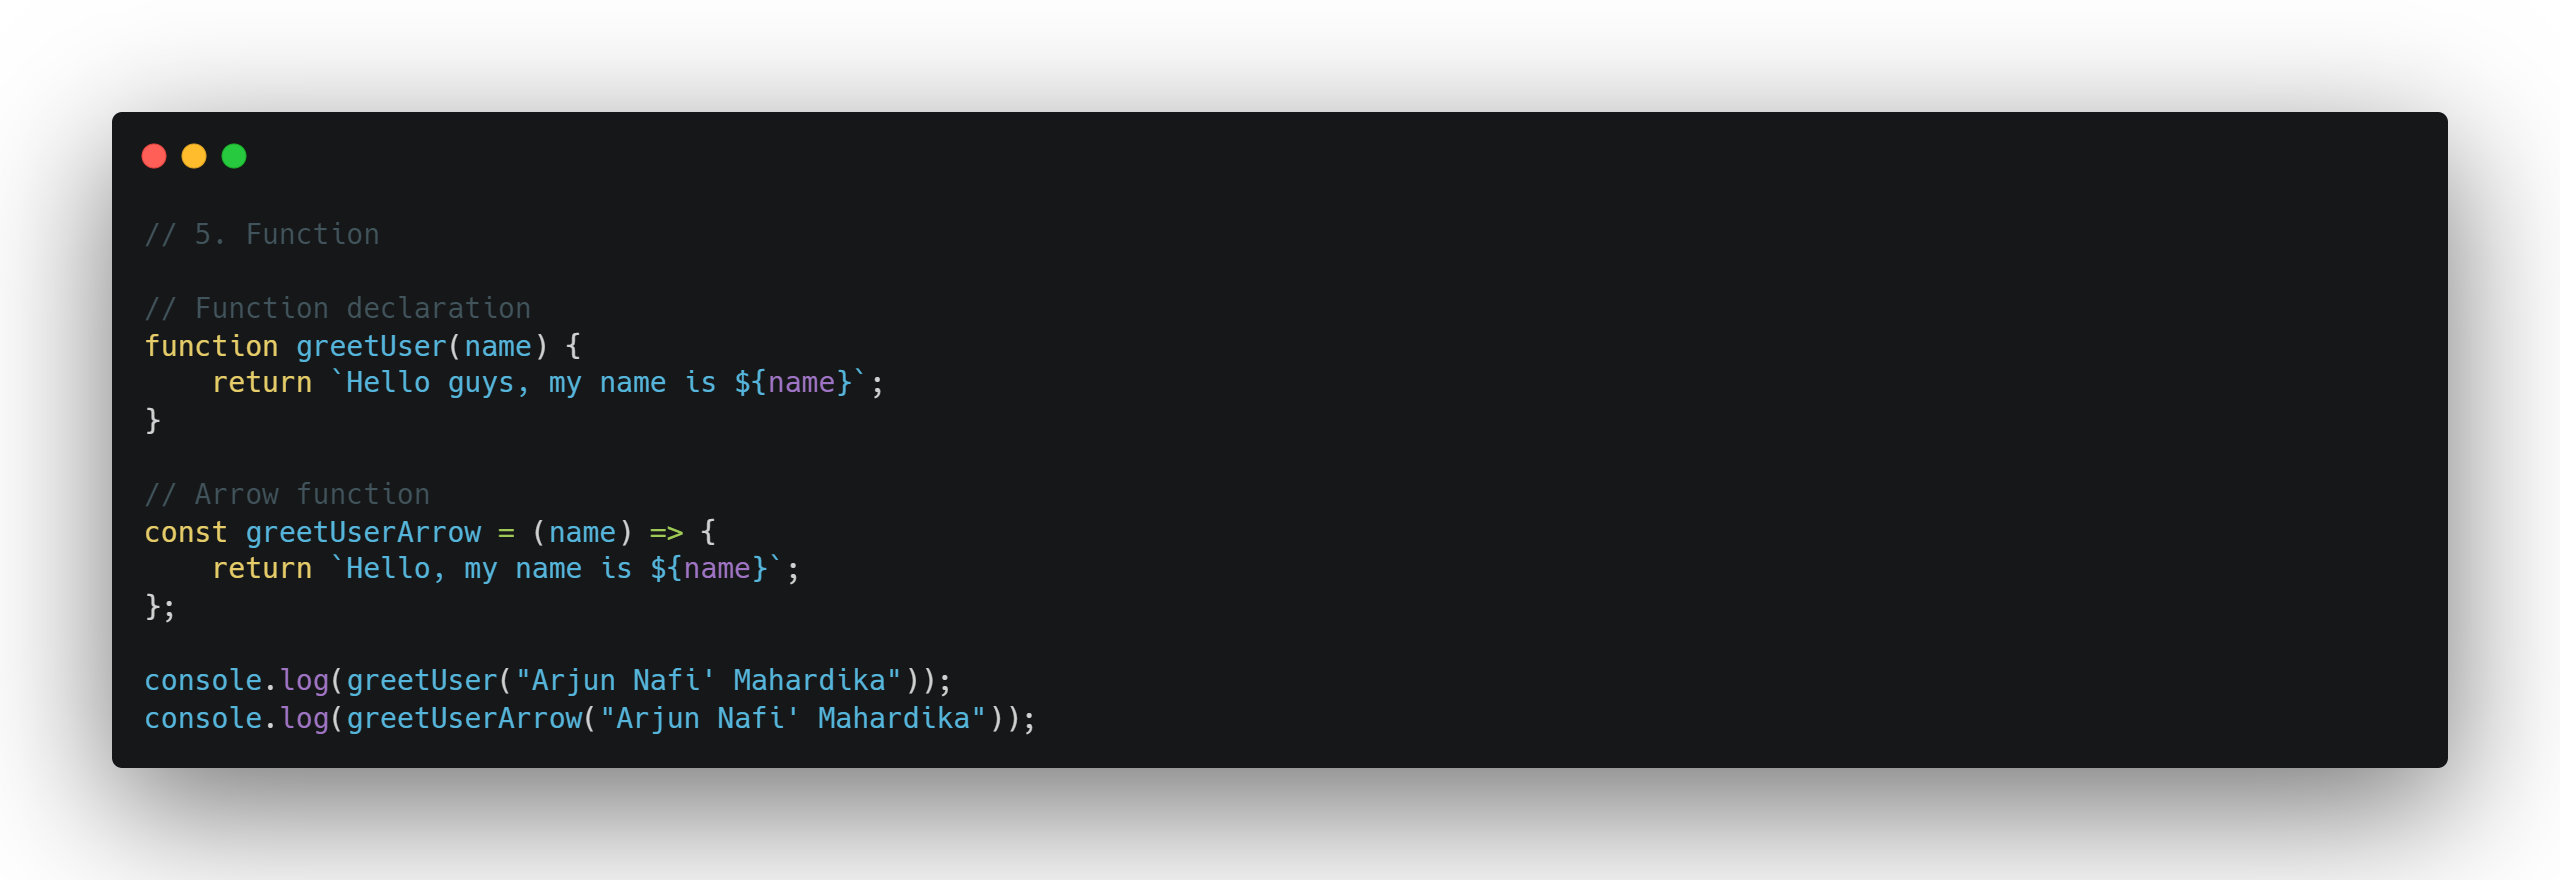 // 5. Function

// Function declaration
function greetUser(name) {
    return `Hello guys, my name is ${name}`;
}

// Arrow function
const greetUserArrow = (name) => {
    return `Hello, my name is ${name}`;
};

console.log(greetUser("Arjun Nafi' Mahardika"));
console.log(greetUserArrow("Arjun Nafi' Mahardika"));